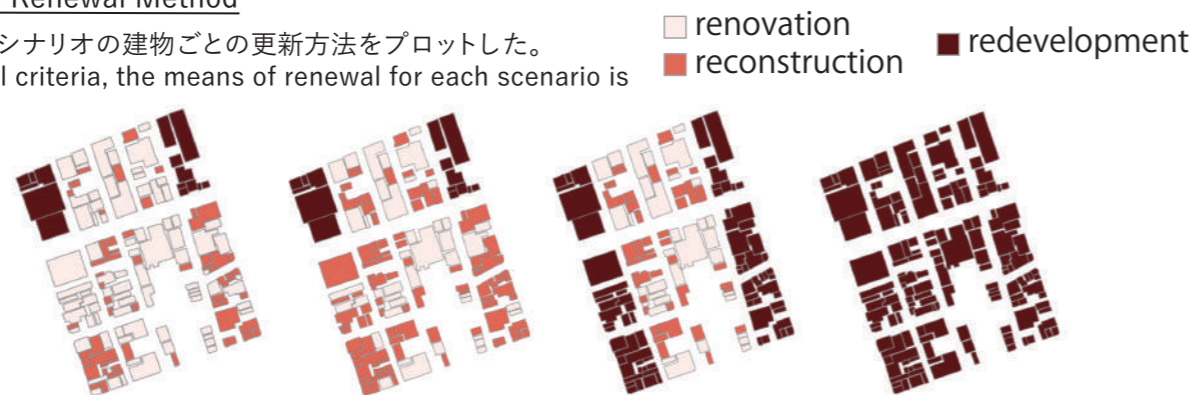 Renewal Method
シナリオの建物ごとの更新方法をプロットした。
criteria, the means of renewal for each scenario is
renovation
reconstruction
redevelopment